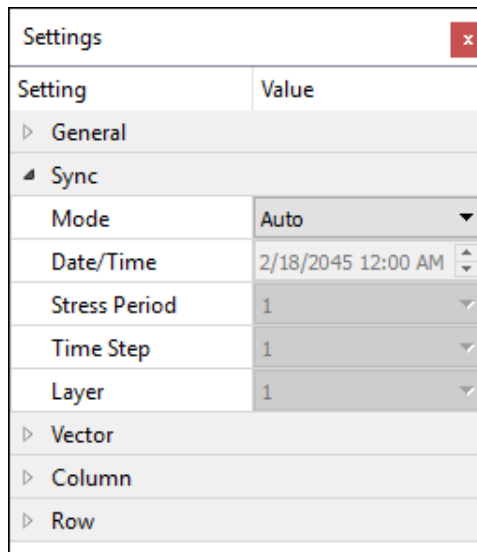 Settings
x
Setting Value
General
Sync
Mode Auto
Date/Time 2/18/2045 12:00 AM
Stress Period 1
Time Step 1
Layer 1
Vector
Column
Row